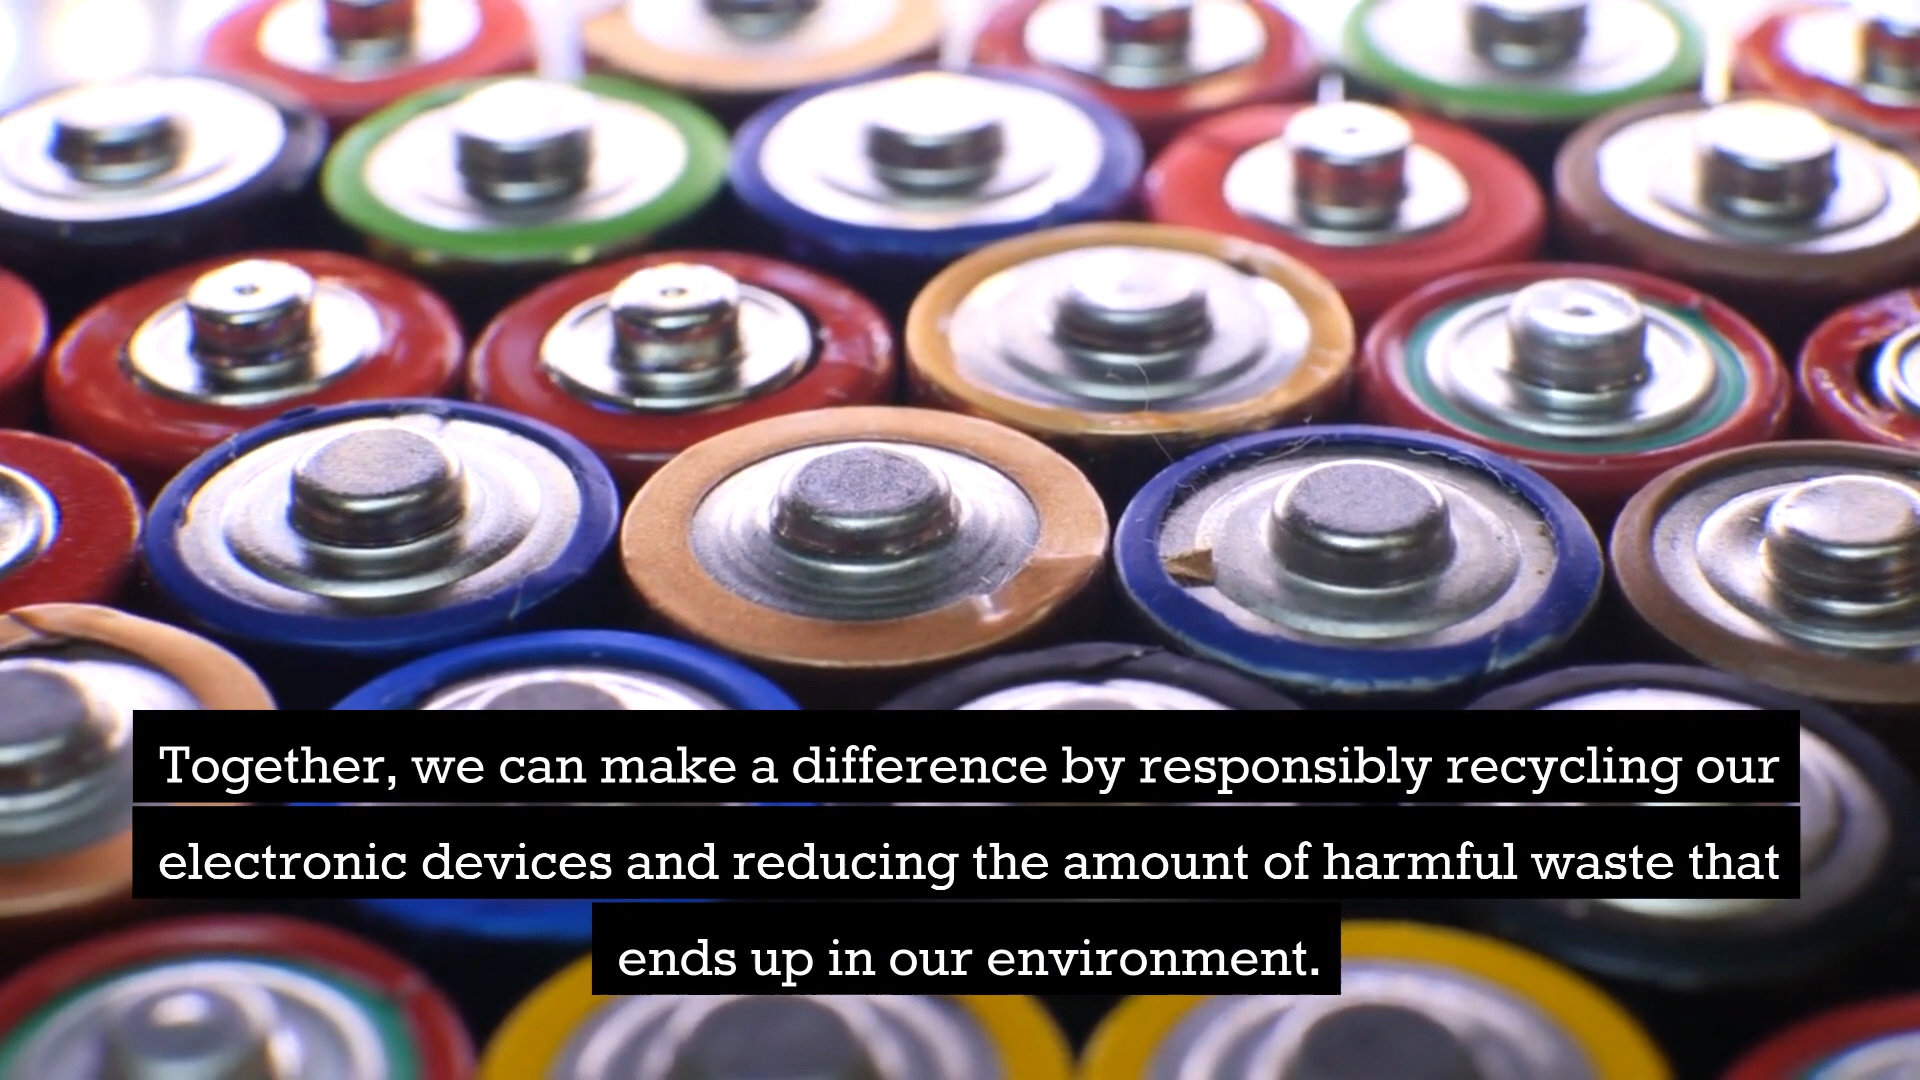 Together, we can make a difference by responsibly recycling our
electronic devices and reducing the amount of harmful waste that
ends up in our environment.